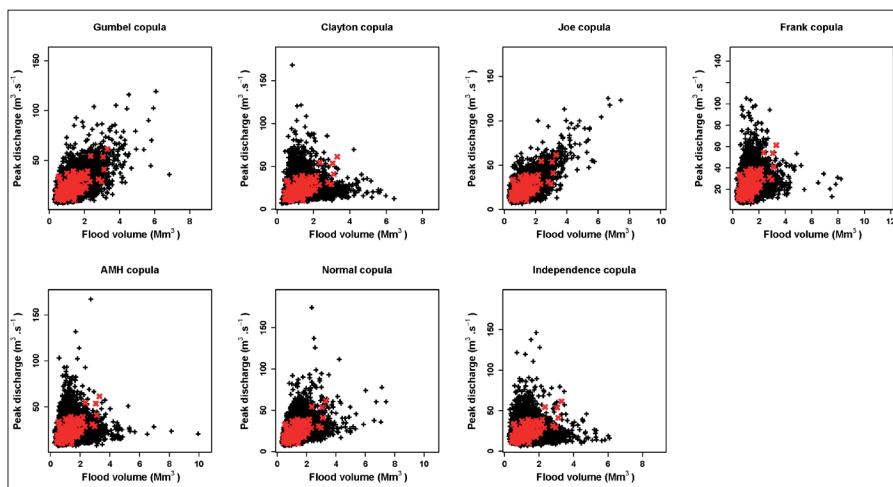 Gumbel copula
Peak discharge (m³ .s⁻¹)
50 100 150
0 2 4 6 8
Flood volume (Mm³)
Clayton copula
Peak discharge (m³ .s⁻¹)
0 50 100 150
0 2 4 6 8
Flood volume (Mm³)
Joe copula
Peak discharge (m³ .s⁻¹)
0 50 100 150
0 2 4 6 8
Flood volume (Mm³)
Frank copula
Peak discharge (m³ .s⁻¹)
20 60 100 140
0 2 4 6 8 10 12
Flood volume (Mm³)
AMH copula
Peak discharge (m³ .s⁻¹)
50 100 150
0 2 4 6 8 10
Flood volume (Mm³)
Normal copula
Peak discharge (m³ .s⁻¹)
0 50 100 150
0 2 4 6 8 10
Flood volume (Mm³)
Independence copula
Peak discharge (m³ .s⁻¹)
0 50 100 150
0 2 4 6 8
Flood volume (Mm³)